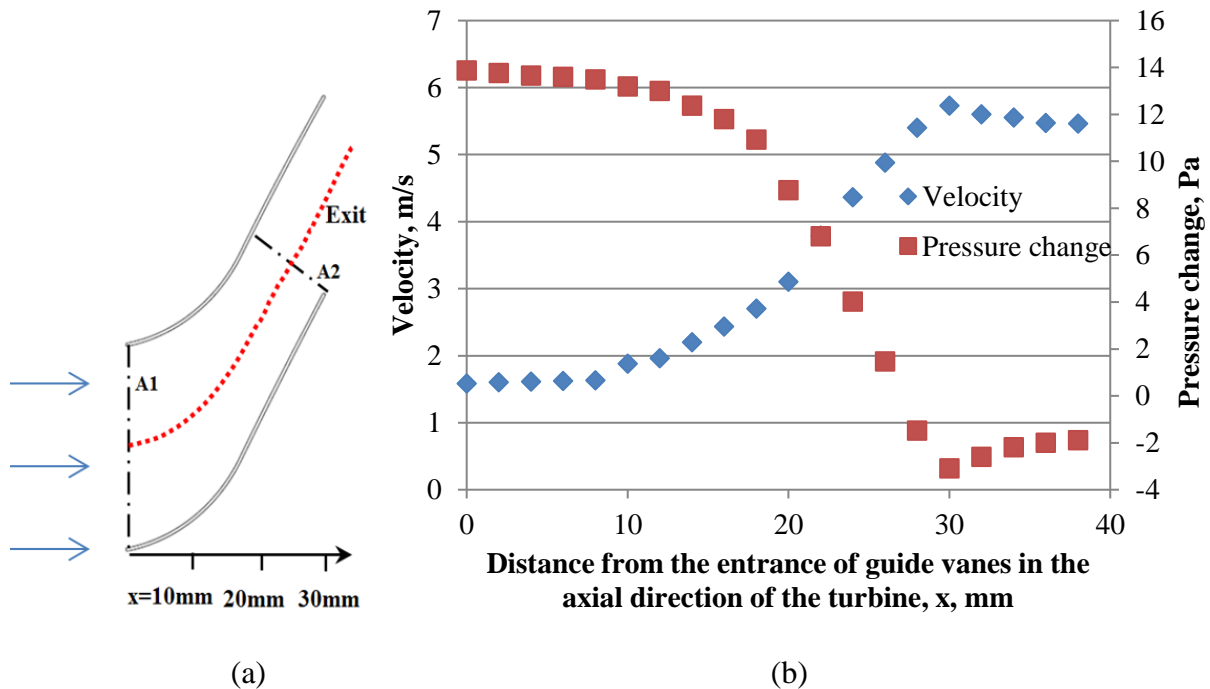 A1
A2
Exit
x=10mm 20mm 30mm
(a)
Velocity, m/s
7
6
5
4
3
2
1
0
Pressure change, Pa
16
14
12
10
8
6
4
2
0
-2
-4
Velocity
Pressure change
0 10 20 30 40
Distance from the entrance of guide vanes in the
axial direction of the turbine, x, mm
(b)